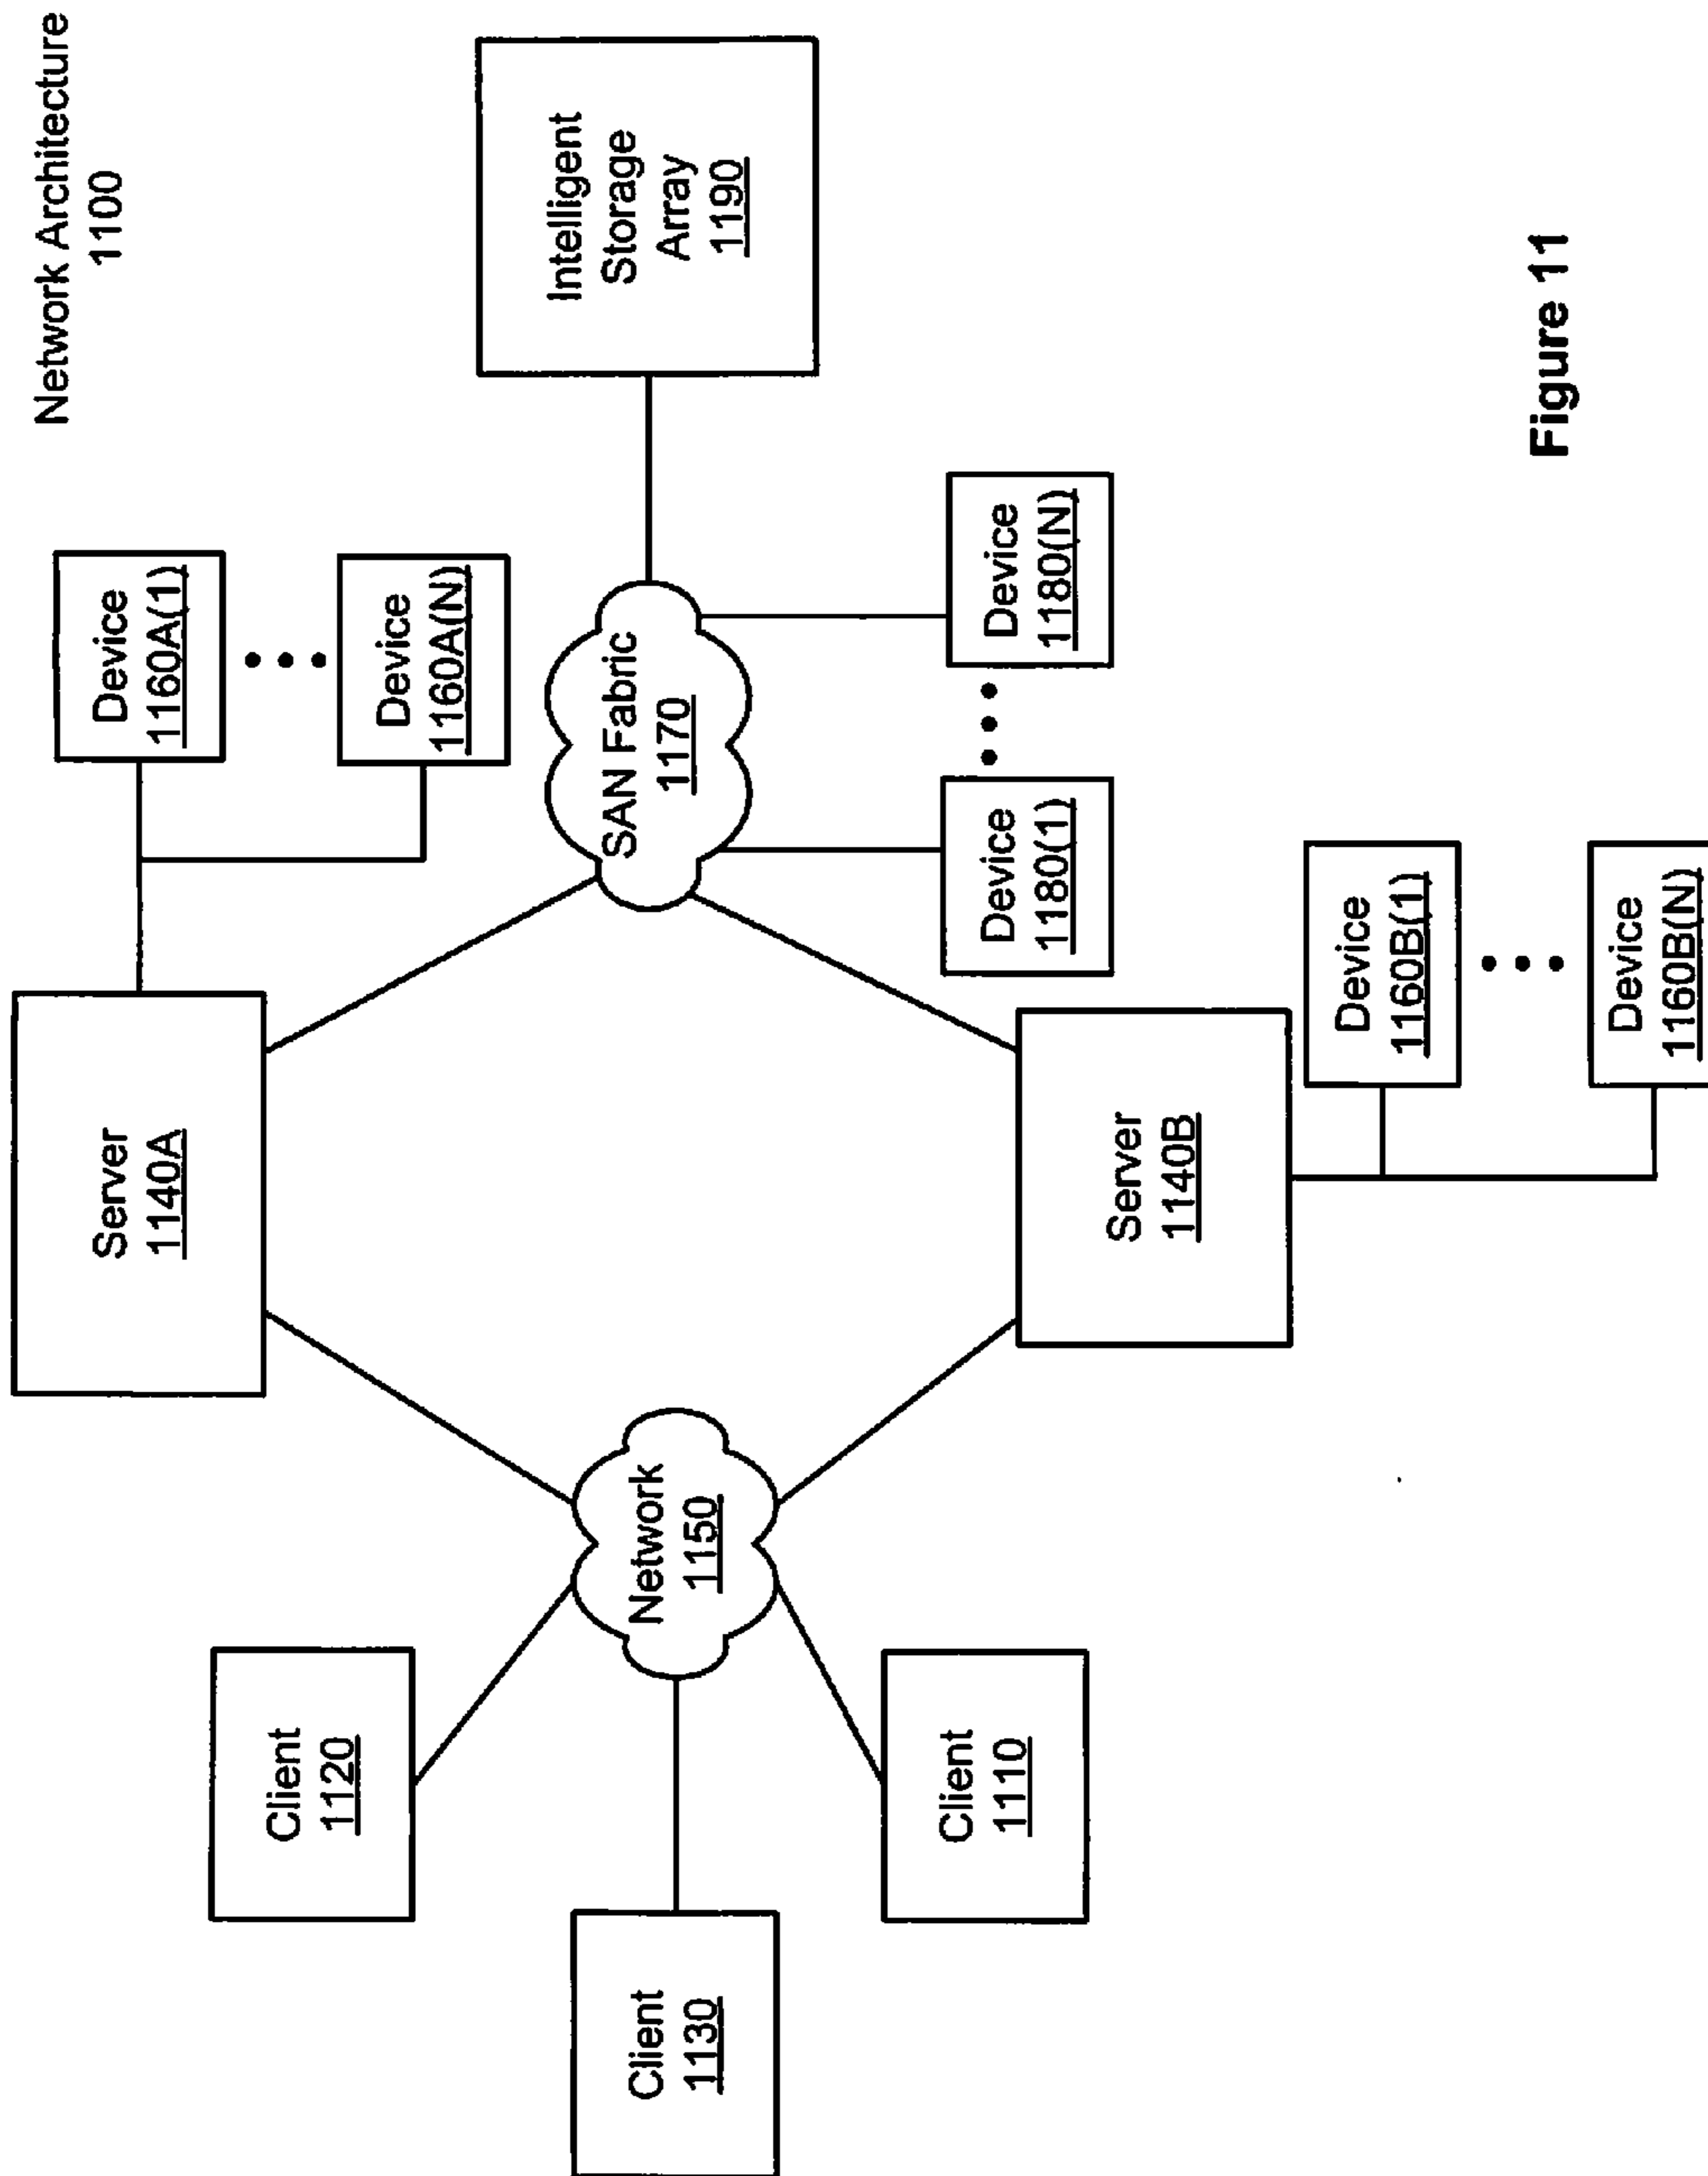 Network Architecture
1100
Client
1130
Client
1120
Client
1110
Network
1150
Server
1140A
Server
1140B
Device
1160A(1)
Device
1160A(N)
SAN Fabric
1170
Device
1180(1)
Device
1180(N)
Device
1160B(1)
Device
1160B(N)
Intelligent
Storage
Array
1190
Figure 11